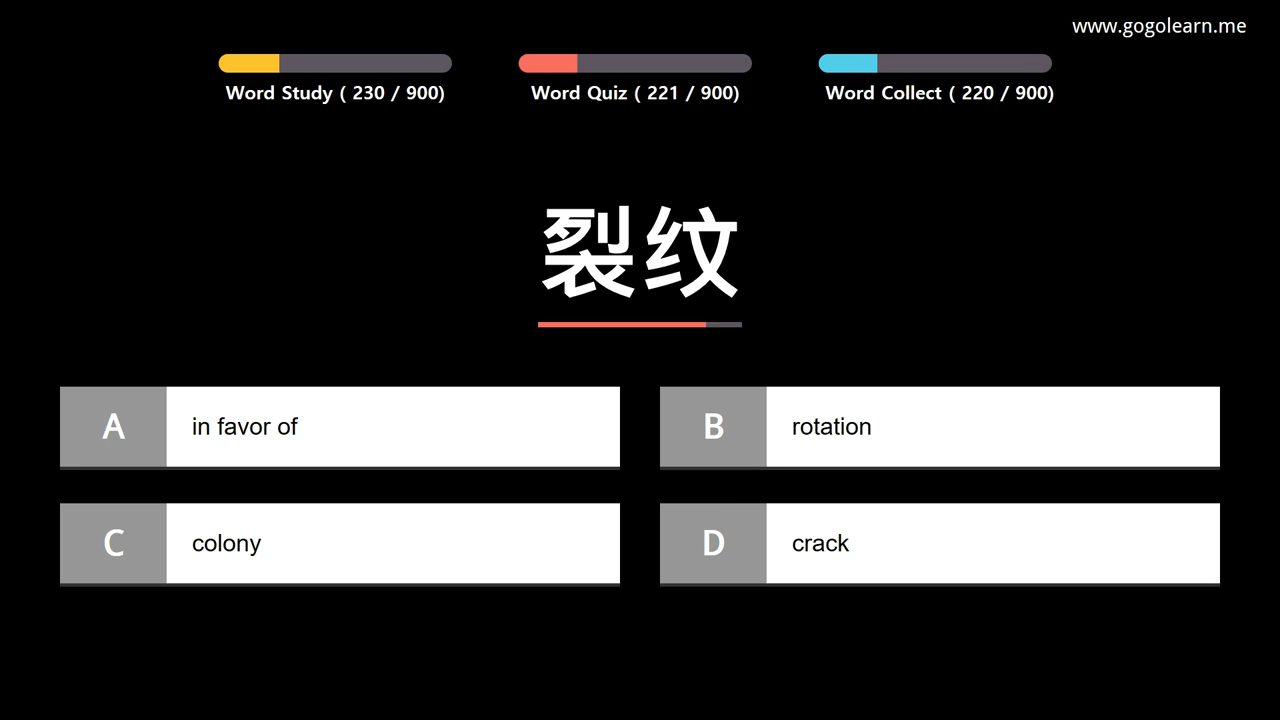 www.gogolearn.me
Word Study ( 230 / 900)
Word Quiz ( 221 / 900)
Word Collect ( 220 / 900)
裂纹
A in favor of
B rotation
C colony
D crack